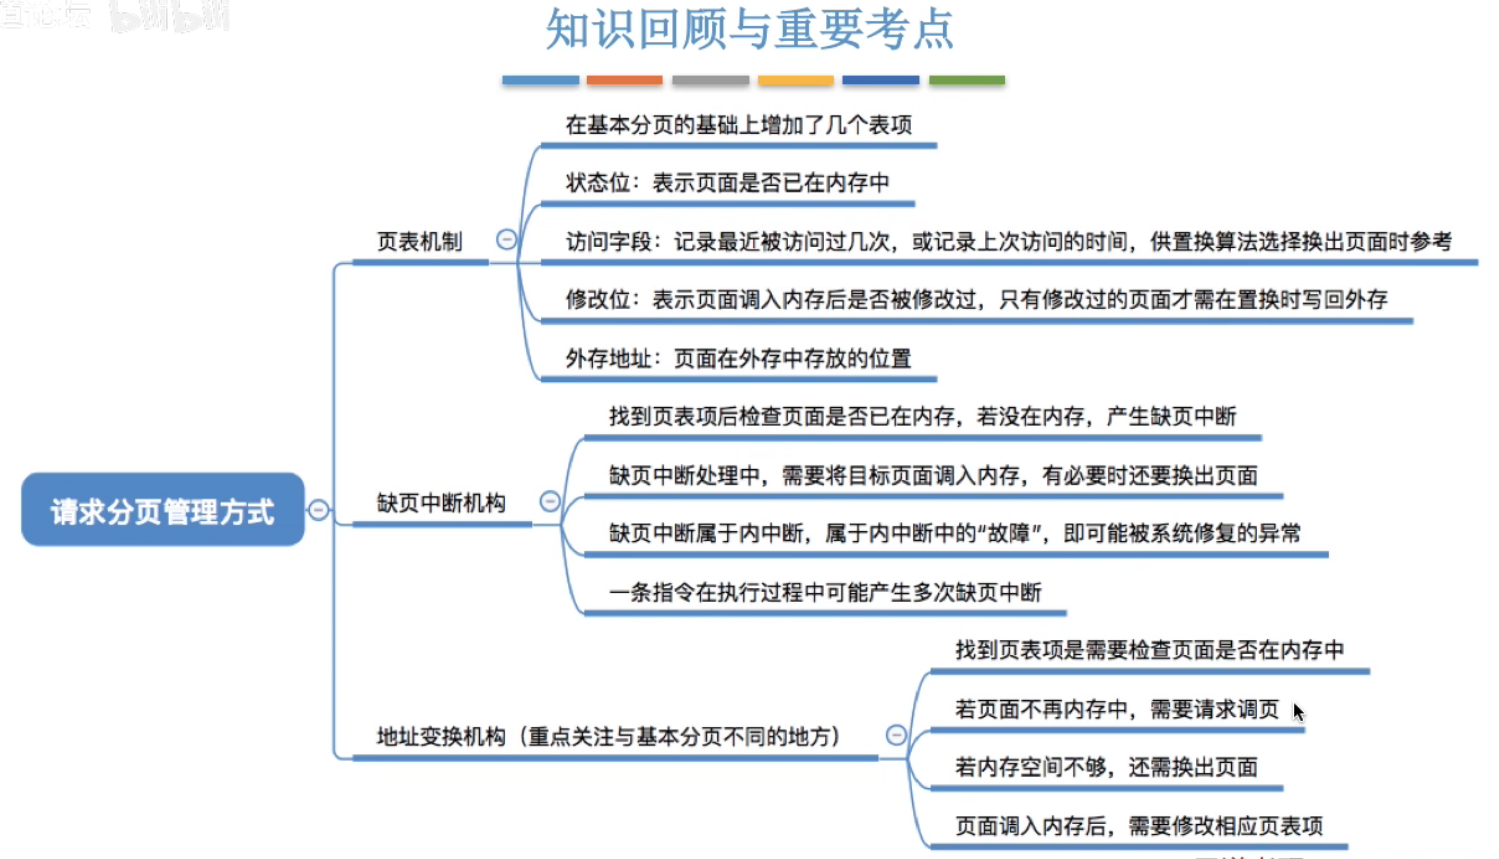 bilibili
知识回顾与重要考点
在基本分页的基础上增加了几个表项
状态位：表示页面是否已在内存中
页表机制
访问字段：记录最近被访问过几次，或记录上次访问的时间，供置换算法选择换出页面时参考
修改位：表示页面调入内存后是否被修改过，只有修改过的页面才需在置换时写回外存
外存地址：页面在外存中存放的位置
找到页表项后检查页面是否已在内存，若没在内存，产生缺页中断
缺页中断处理中，需要将目标页面调入内存，有必要时还要换出页面
请求分页管理方式
缺页中断机构
缺页中断属于内中断，属于内中断中的“故障”，即可能被系统修复的异常
一条指令在执行过程中可能产生多次缺页中断
找到页表项是需要检查页面是否在内存中
若页面不再内存中，需要请求调页
地址变换机构（重点关注与基本分页不同的地方）
若内存空间不够，还需换出页面
页面调入内存后，需要修改相应页表项